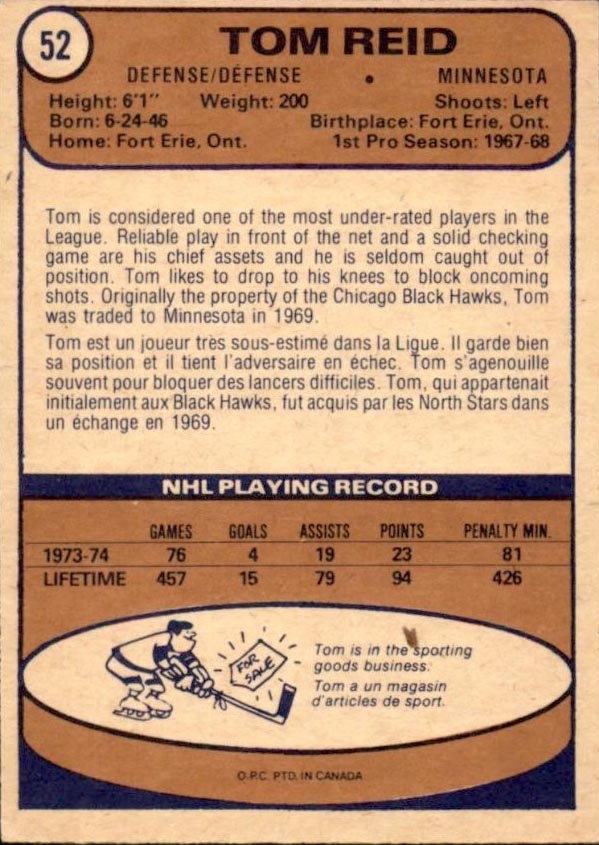 52
TOM REID
DEFENSE/DÉFENSE • MINNESOTA
Height: 6'1" Weight: 200 Shoots: Left
Born: 6-24-46 Birthplace: Fort Erie, Ont.
Home: Fort Erie, Ont. 1st Pro Season: 1967-68
Tom is considered one of the most under-rated players in the
League. Reliable play in front of the net and a solid checking
game are his chief assets and he is seldom caught out of
position. Tom likes to drop to his knees to block oncoming
shots. Originally the property of the Chicago Black Hawks, Tom
was traded to Minnesota in 1969.
Tom est un joueur très sous-estimé dans la Ligue. Il garde bien
sa position et il tient l'adversaire en échec. Tom s'agenouille
souvent pour bloquer des lancers difficiles. Tom, qui appartenait
initialement aux Black Hawks, fut acquis par les North Stars dans
un échange en 1969.
NHL PLAYING RECORD
GAMES GOALS ASSISTS POINTS PENALTY MIN.
1973-74 76 4 19 23 81
LIFETIME 457 15 79 94 426
FOR
SALE
Tom is in the sporting
goods business.
Tom a un magasin
d'articles de sport.
O.P.C. PTD. IN CANADA